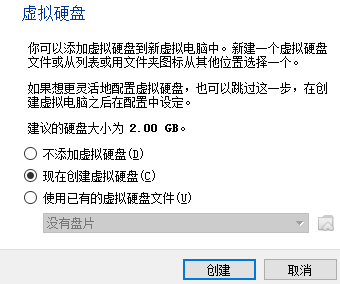 虚拟硬盘
你可以添加虚拟硬盘到新虚拟电脑中。新建一个虚拟硬盘
文件或从列表或用文件夹图标从其他位置选择一个。
如果想更灵活地配置虚拟硬盘，也可以跳过这一步，在创
建虚拟电脑之后在配置中设定。
建议的硬盘大小为 2.00 GB。
不添加虚拟硬盘(D)
现在创建虚拟硬盘(C)
使用已有的虚拟硬盘文件(U)
没有盘片
创建 取消